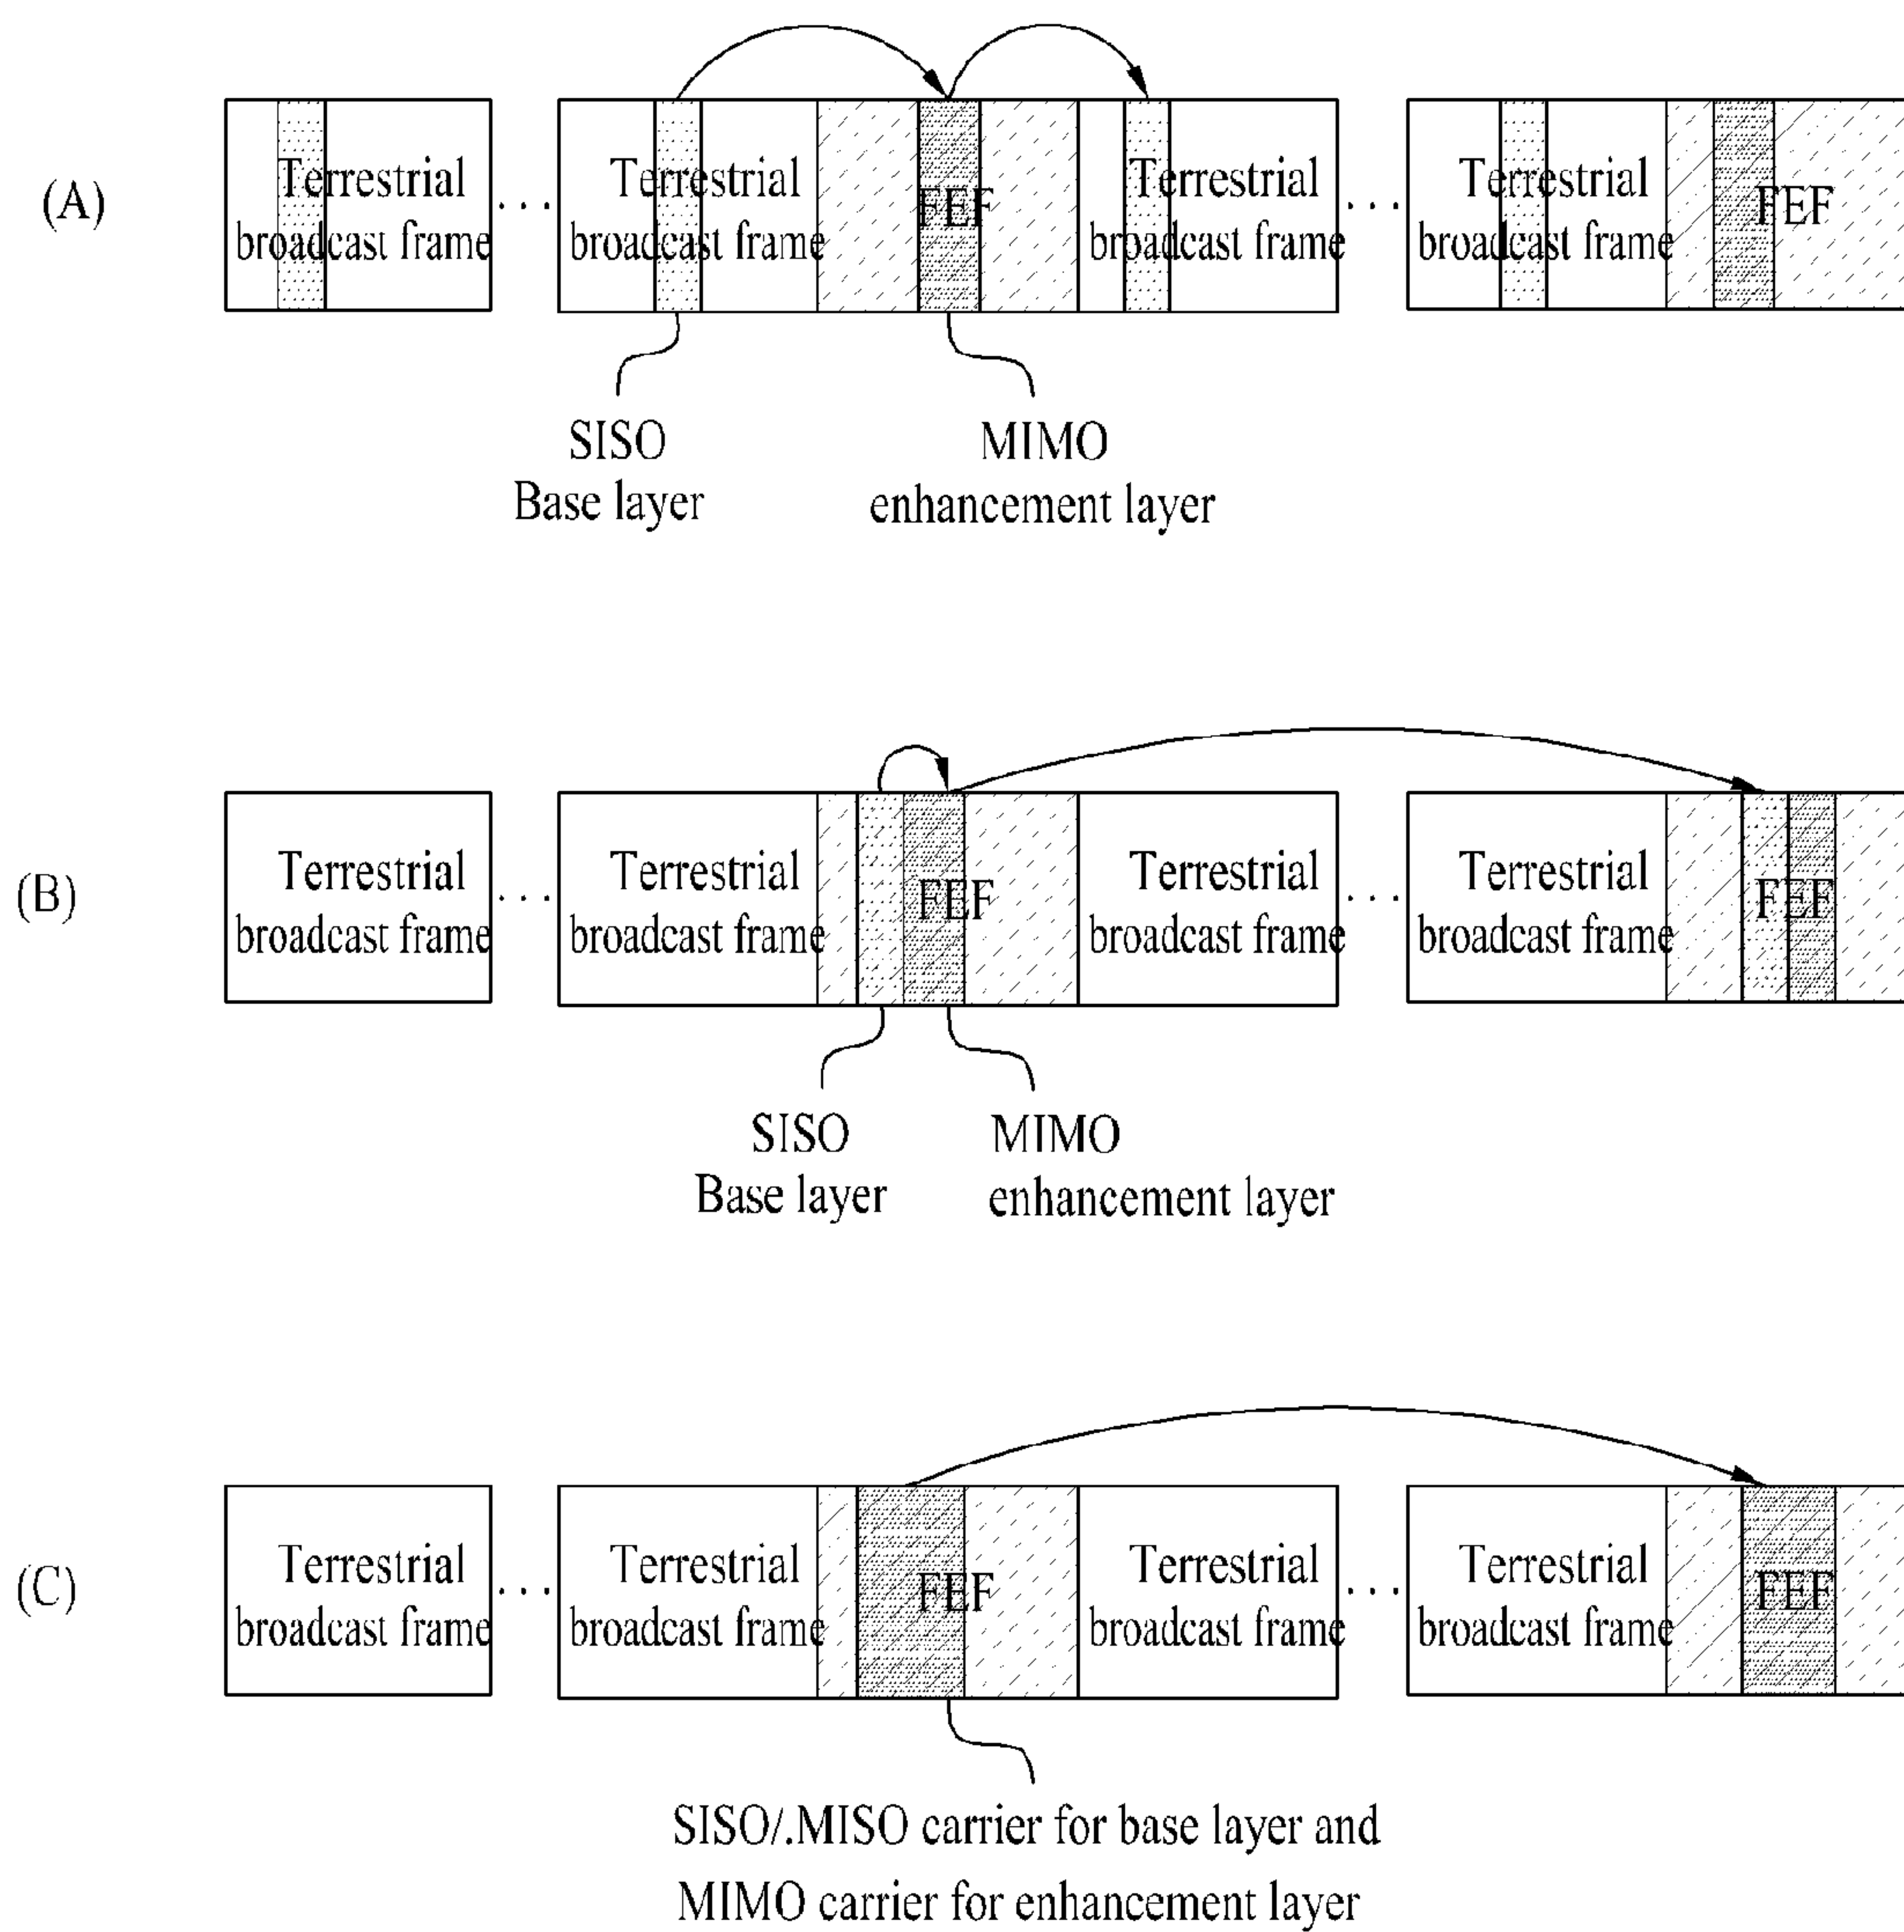 (A)
Terrestrial
broadcast frame
...
Terrestrial
broadcast frame
FEF
Terrestrial
broadcast frame
...
Terrestrial
broadcast frame
FEF
SISO
Base layer
MIMO
enhancement layer
(B)
Terrestrial
broadcast frame
...
Terrestrial
broadcast frame
FEF
Terrestrial
broadcast frame
...
Terrestrial
broadcast frame
FEF
SISO
Base layer
MIMO
enhancement layer
(C)
Terrestrial
broadcast frame
...
Terrestrial
broadcast frame
FEF
Terrestrial
broadcast frame
...
Terrestrial
broadcast frame
FEF
SISO/.MISO carrier for base layer and
MIMO carrier for enhancement layer